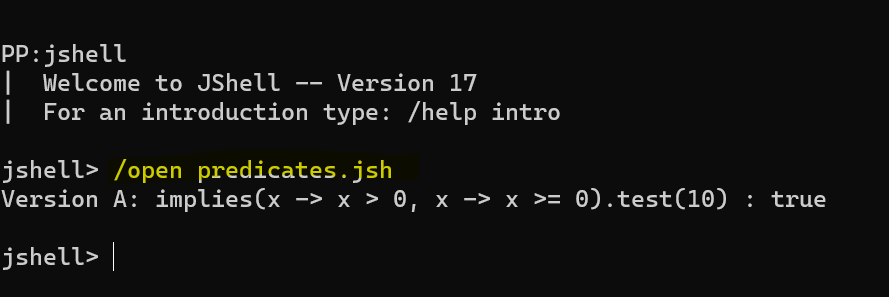 PP:jshell
|  Welcome to JShell -- Version 17
|  For an introduction type: /help intro
jshell> /open predicates.jsh
Version A: implies(x -> x > 0, x -> x >= 0).test(10) : true
jshell>